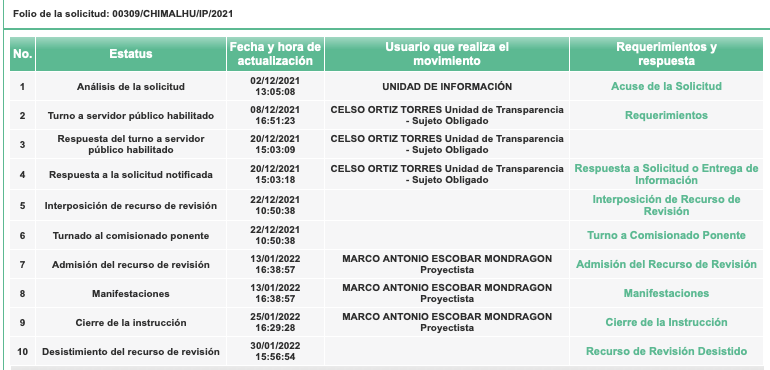 Folio de la solicitud: 00309/CHIMALHU/IP/2021
No. Estatus Fecha y hora de actualización Usuario que realiza el movimiento Requerimientos y respuesta
1 Análisis de la solicitud 02/12/2021 13:05:08 UNIDAD DE INFORMACIÓN Acuse de la Solicitud
2 Turno a servidor público habilitado 08/12/2021 16:51:23 CELSO ORTIZ TORRES Unidad de Transparencia - Sujeto Obligado Requerimientos
3 Respuesta del turno a servidor público habilitado 20/12/2021 15:03:09 CELSO ORTIZ TORRES Unidad de Transparencia - Sujeto Obligado
4 Respuesta a la solicitud notificada 20/12/2021 15:03:18 CELSO ORTIZ TORRES Unidad de Transparencia - Sujeto Obligado Respuesta a Solicitud o Entrega de Información
5 Interposición de recurso de revisión 22/12/2021 10:50:38 Interposición de Recurso de Revisión
6 Turnado al comisionado ponente 22/12/2021 10:50:38 Turno a Comisionado Ponente
7 Admisión del recurso de revisión 13/01/2022 16:38:57 MARCO ANTONIO ESCOBAR MONDRAGON Proyectista Admisión del Recurso de Revisión
8 Manifestaciones 13/01/2022 16:38:57 MARCO ANTONIO ESCOBAR MONDRAGON Proyectista Manifestaciones
9 Cierre de la instrucción 25/01/2022 16:29:28 MARCO ANTONIO ESCOBAR MONDRAGON Proyectista Cierre de la Instrucción
10 Desistimiento del recurso de revisión 30/01/2022 15:56:54 Recurso de Revisión Desistido